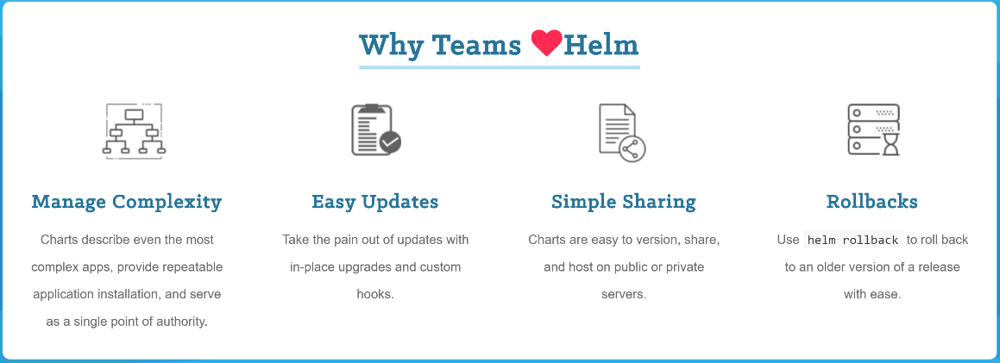 Why Teams ❤Helm
Manage Complexity
Charts describe even the most
complex apps, provide repeatable
application installation, and serve
as a single point of authority.
Easy Updates
Take the pain out of updates with
in-place upgrades and custom
hooks.
Simple Sharing
Charts are easy to version, share,
and host on public or private
servers.
Rollbacks
Use helm rollback to roll back
to an older version of a release
with ease.